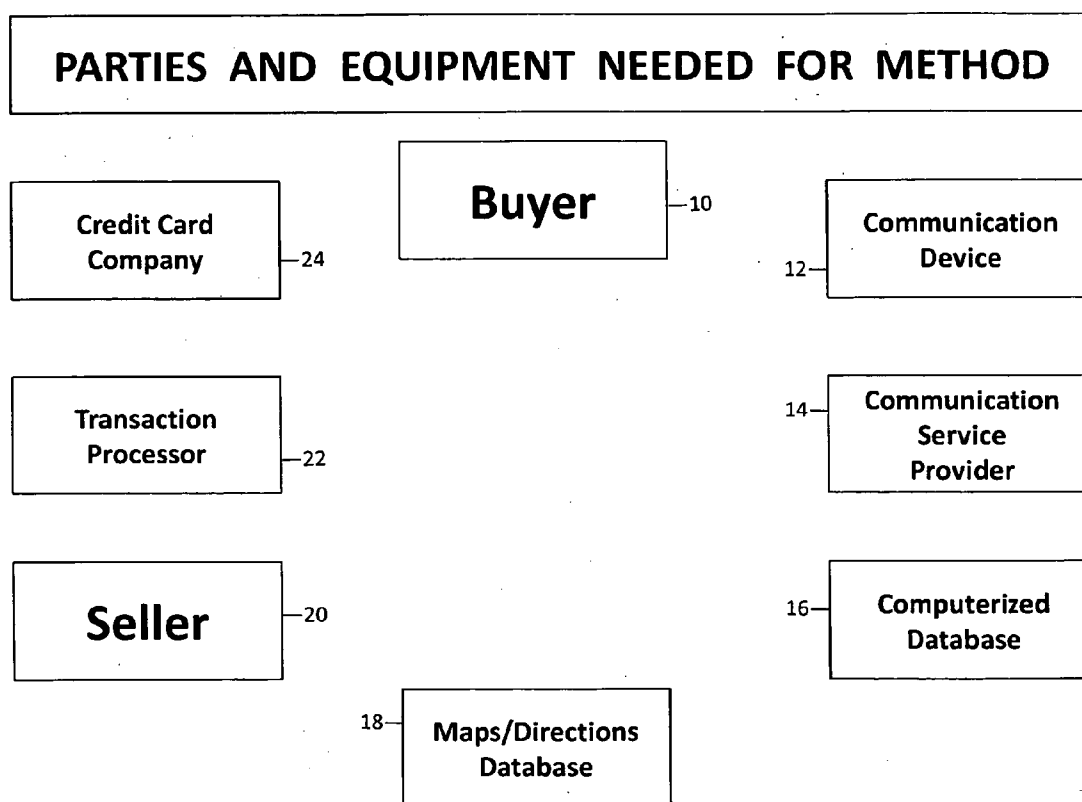 PARTIES AND EQUIPMENT NEEDED FOR METHOD
Buyer
10
Credit Card
Company
24
Communication
Device
12
Transaction
Processor
22
Communication
Service
Provider
14
Seller
20
Computerized
Database
16
Maps/Directions
Database
18